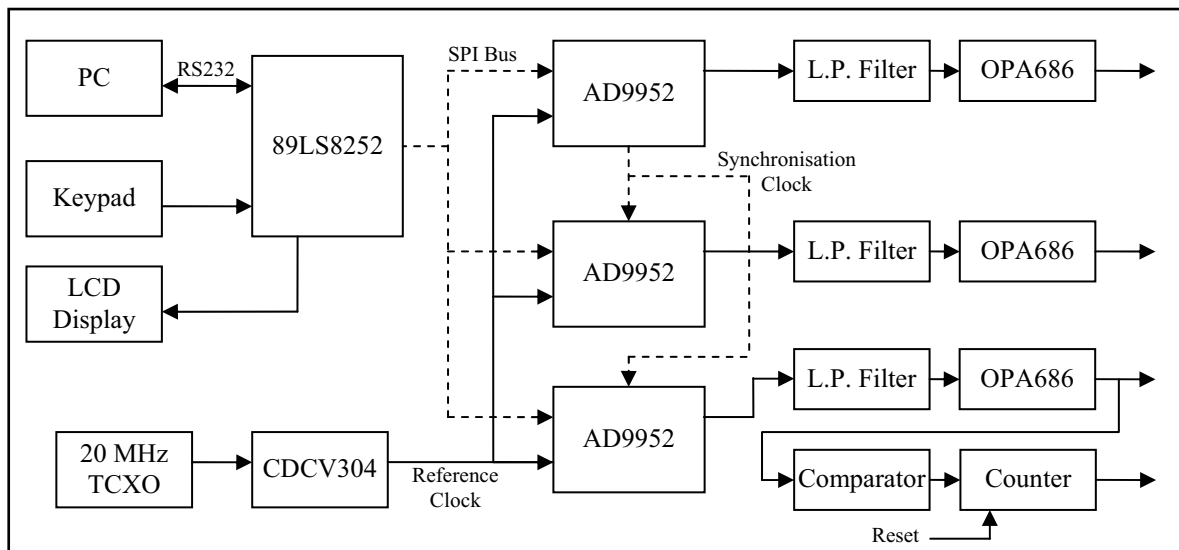 PC
RS232
89LS8252
SPI Bus
AD9952
L.P. Filter
OPA686
Keypad
Synchronisation
Clock
LCD
Display
AD9952
L.P. Filter
OPA686
AD9952
L.P. Filter
OPA686
20 MHz
TCXO
CDCV304
Reference
Clock
Comparator
Counter
Reset